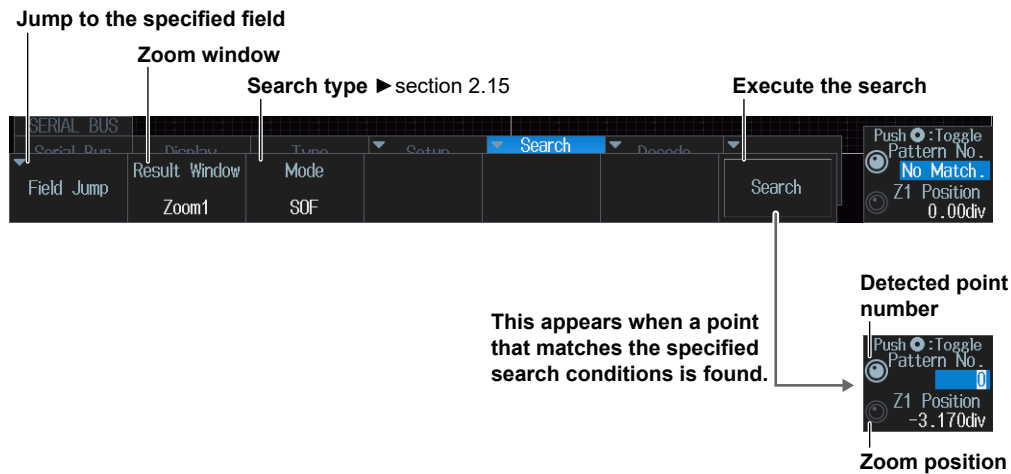 Jump to the specified field
Zoom window
Search type ►section 2.15
Execute the search
SERIAL BUS
Serial Bus Display Type Setup Search Decode
Field Jump
Result Window
Zoom1
Mode
SOF
Search
Push :Toggle
Pattern No.
No Match.
Z1 Position
0.00div
Detected point
number
This appears when a point
that matches the specified
search conditions is found.
Push :Toggle
Pattern No.
0
Z1 Position
-3.170div
Zoom position